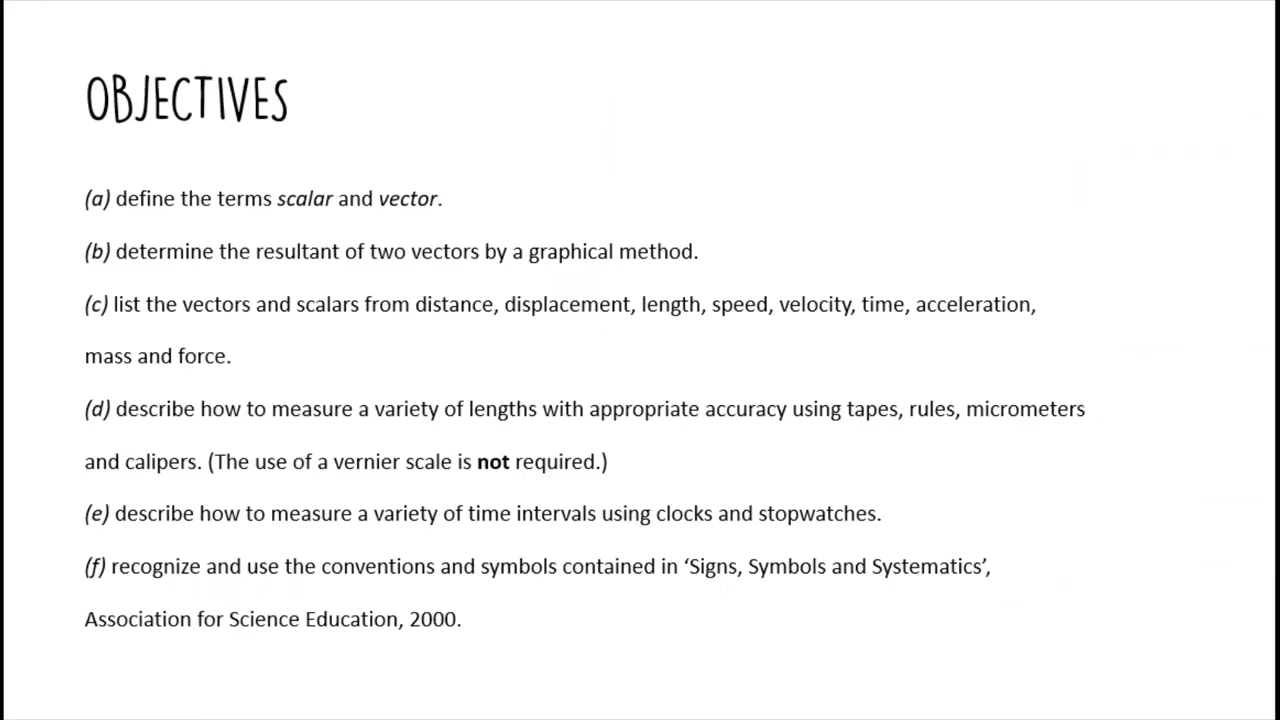 OBJECTIVES
(a) define the terms scalar and vector.
(b) determine the resultant of two vectors by a graphical method.
(c) list the vectors and scalars from distance, displacement, length, speed, velocity, time, acceleration,
mass and force.
(d) describe how to measure a variety of lengths with appropriate accuracy using tapes, rules, micrometers
and calipers. (The use of a vernier scale is not required.)
(e) describe how to measure a variety of time intervals using clocks and stopwatches.
(f) recognize and use the conventions and symbols contained in ‘Signs, Symbols and Systematics’,
Association for Science Education, 2000.